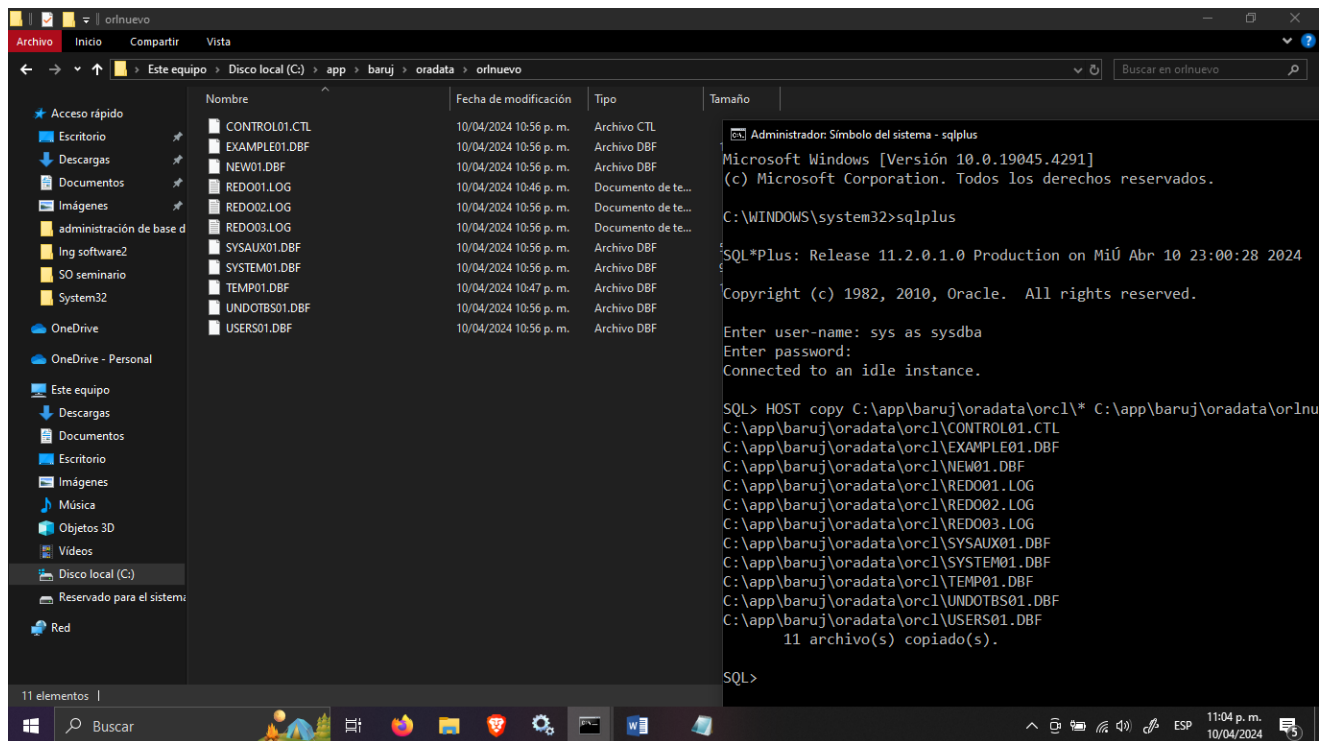 orlnuevo
Archivo Inicio Compartir Vista
Este equipo > Disco local (C:) > app > baruj > oradata > orlnuevo
Buscar en orlnuevo
Acceso rápido
Escritorio
Descargas
Documentos
Imágenes
administración de base d
Ing software2
SO seminario
System32
OneDrive
OneDrive - Personal
Este equipo
Descargas
Documentos
Escritorio
Imágenes
Música
Objetos 3D
Vídeos
Disco local (C:)
Reservado para el sistema
Red
Nombre Fecha de modificación Tipo Tamaño
CONTROL01.CTL 10/04/2024 10:56 p. m. Archivo CTL
EXAMPLE01.DBF 10/04/2024 10:56 p. m. Archivo DBF
NEW01.DBF 10/04/2024 10:56 p. m. Archivo DBF
REDO01.LOG 10/04/2024 10:46 p. m. Documento de te...
REDO02.LOG 10/04/2024 10:56 p. m. Documento de te...
REDO03.LOG 10/04/2024 10:56 p. m. Documento de te...
SYSAUX01.DBF 10/04/2024 10:56 p. m. Archivo DBF
SYSTEM01.DBF 10/04/2024 10:56 p. m. Archivo DBF
TEMP01.DBF 10/04/2024 10:47 p. m. Archivo DBF
UNDOTBS01.DBF 10/04/2024 10:56 p. m. Archivo DBF
USERS01.DBF 10/04/2024 10:56 p. m. Archivo DBF
Administrador: Símbolo del sistema - sqlplus
Microsoft Windows [Versión 10.0.19045.4291]
(c) Microsoft Corporation. Todos los derechos reservados.
C:\WINDOWS\system32>sqlplus
SQL*Plus: Release 11.2.0.1.0 Production on MiÚ Abr 10 23:00:28 2024
Copyright (c) 1982, 2010, Oracle.  All rights reserved.
Enter user-name: sys as sysdba
Enter password:
Connected to an idle instance.
SQL> HOST copy C:\app\baruj\oradata\orcl\* C:\app\baruj\oradata\orlnu
C:\app\baruj\oradata\orcl\CONTROL01.CTL
C:\app\baruj\oradata\orcl\EXAMPLE01.DBF
C:\app\baruj\oradata\orcl\NEW01.DBF
C:\app\baruj\oradata\orcl\REDO01.LOG
C:\app\baruj\oradata\orcl\REDO02.LOG
C:\app\baruj\oradata\orcl\REDO03.LOG
C:\app\baruj\oradata\orcl\SYSAUX01.DBF
C:\app\baruj\oradata\orcl\SYSTEM01.DBF
C:\app\baruj\oradata\orcl\TEMP01.DBF
C:\app\baruj\oradata\orcl\UNDOTBS01.DBF
C:\app\baruj\oradata\orcl\USERS01.DBF
11 archivo(s) copiado(s).
SQL>
11 elementos
Buscar
ESP
11:04 p. m.
10/04/2024
5